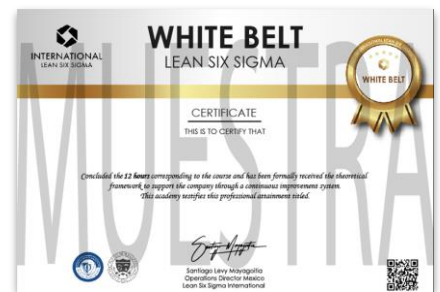 INTERNATIONAL
LEAN SIX SIGMA
WHITE BELT
LEAN SIX SIGMA
WHITE BELT
CERTIFICATE
THIS IS TO CERTIFY THAT
Concluded the 12 hours corresponding to the course and has been formally received the theoretical
framework to support the company through a continuous improvement system.
This academy testifies this professional attainment titled.
MUESTRA
Santiago Levy Mayagoitia
Operations Director Mexico
Lean Six Sigma International